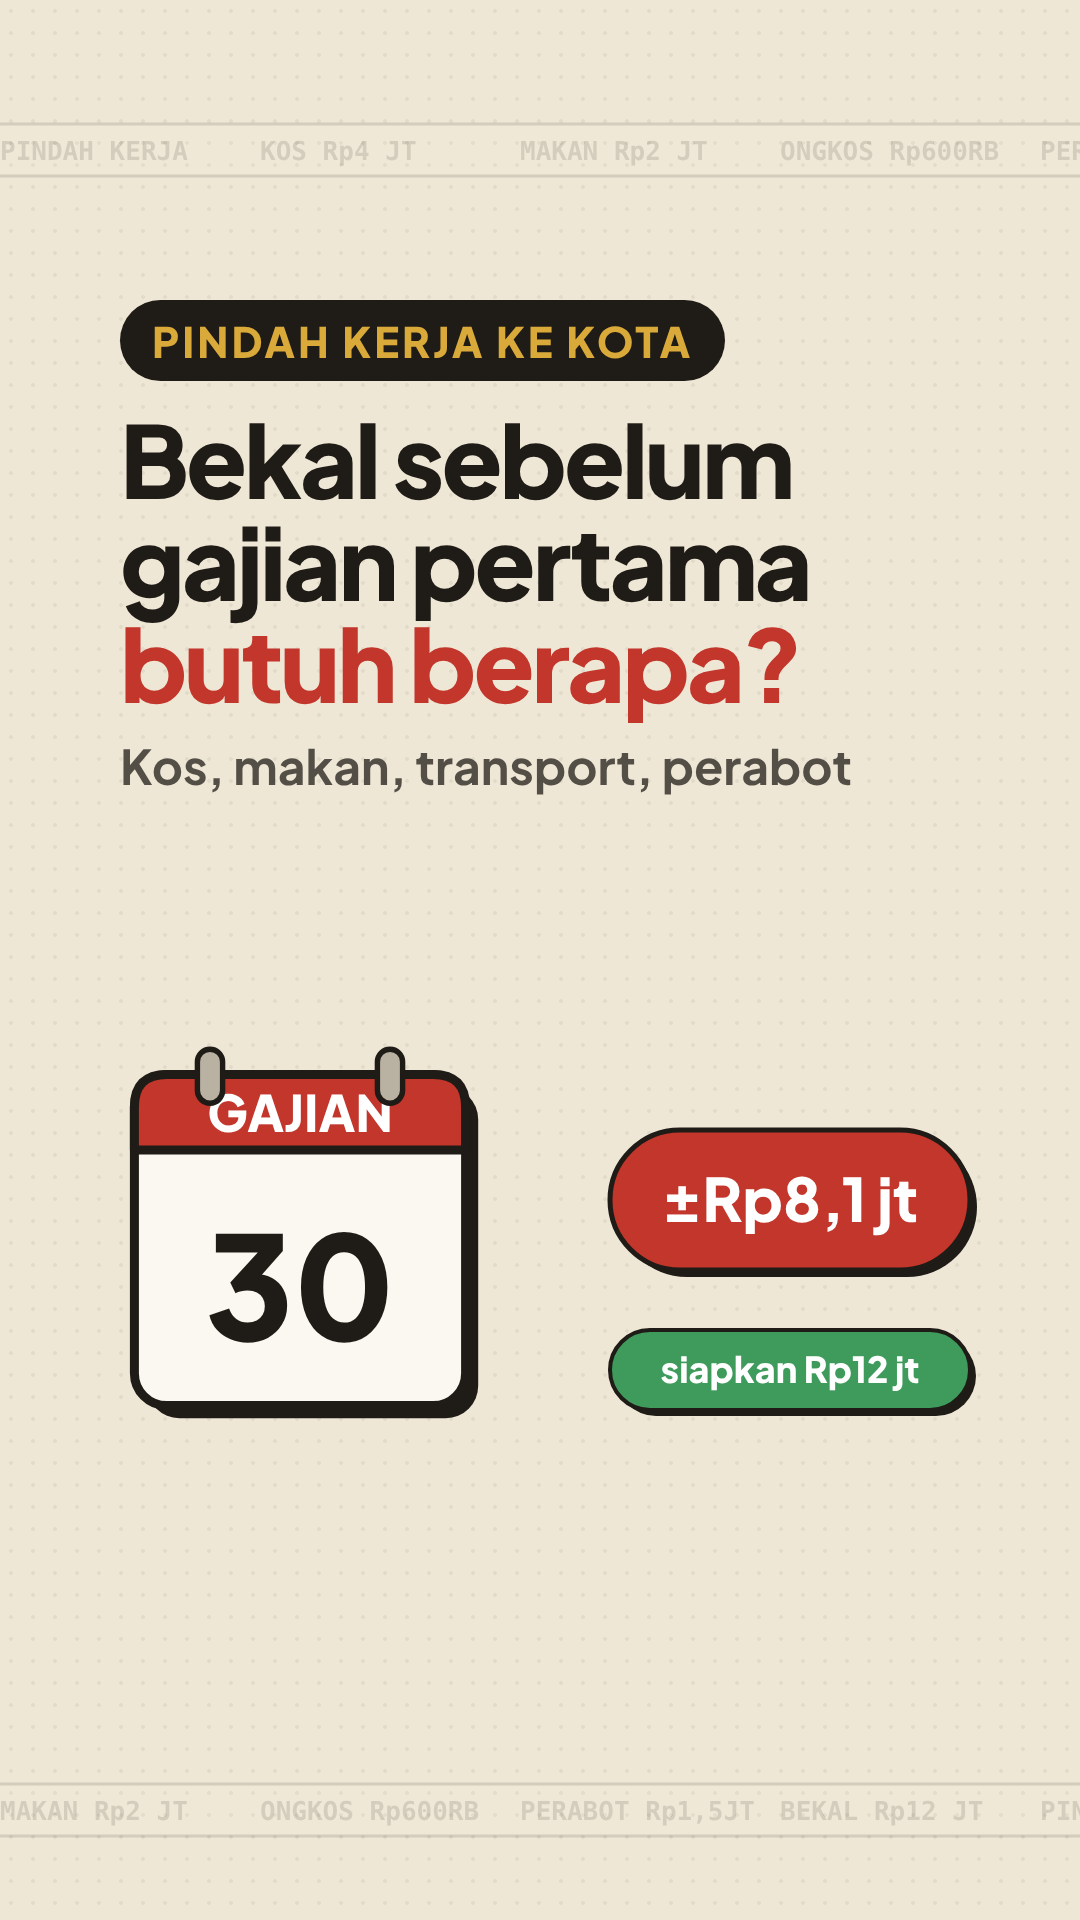 PINDAH KERJA KOS Rp4 JT MAKAN Rp2 JT ONGKOS Rp600RB
PINDAH KERJA KE KOTA
Bekal sebelum
gajian pertama
butuh berapa?
Kos, makan, transport, perabot
GAJIAN
30
±Rp8,1 jt
siapkan Rp12 jt
MAKAN Rp2 JT ONGKOS Rp600RB PERABOT Rp1,5JT BEKAL Rp12 JT